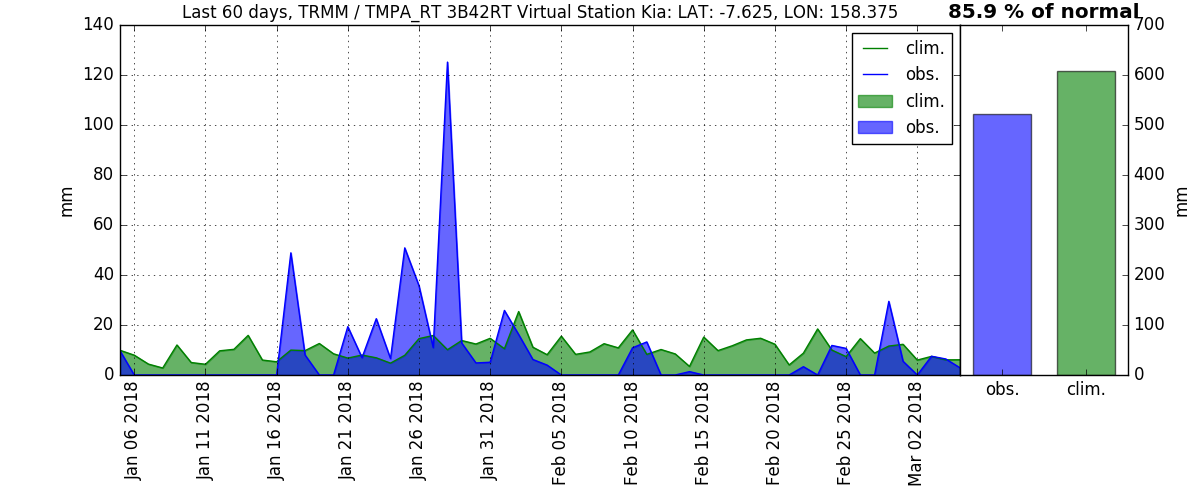 Last 60 days, TRMM / TMPA_RT 3B42RT Virtual Station Kia: LAT: -7.625, LON: 158.375
85.9 % of normal
140
120
100
80
60
40
20
0
mm
clim.
obs.
clim.
obs.
Jan 06 2018
Jan 11 2018
Jan 16 2018
Jan 21 2018
Jan 26 2018
Jan 31 2018
Feb 05 2018
Feb 10 2018
Feb 15 2018
Feb 20 2018
Feb 25 2018
Mar 02 2018
700
600
500
400
300
200
100
0
mm
obs.
clim.